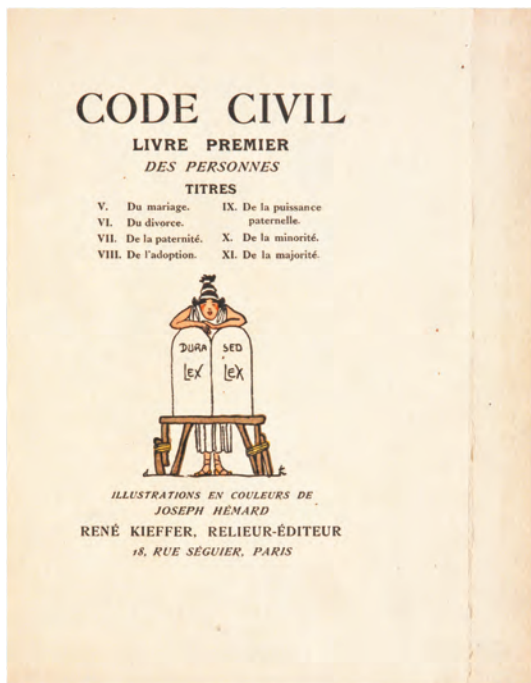 CODE CIVIL
LIVRE PREMIER
DES PERSONNES
TITRES
V. Du mariage.
VI. Du divorce.
VII. De la paternité.
VIII. De l'adoption.
IX. De la puissance
paternelle.
X. De la minorité.
XI. De la majorité.
DURA SED
LEX LEX
ILLUSTRATIONS EN COULEURS DE
JOSEPH HÉMARD
RENÉ KIEFFER, RELIEUR-ÉDITEUR
18, RUE SÉGUIER, PARIS